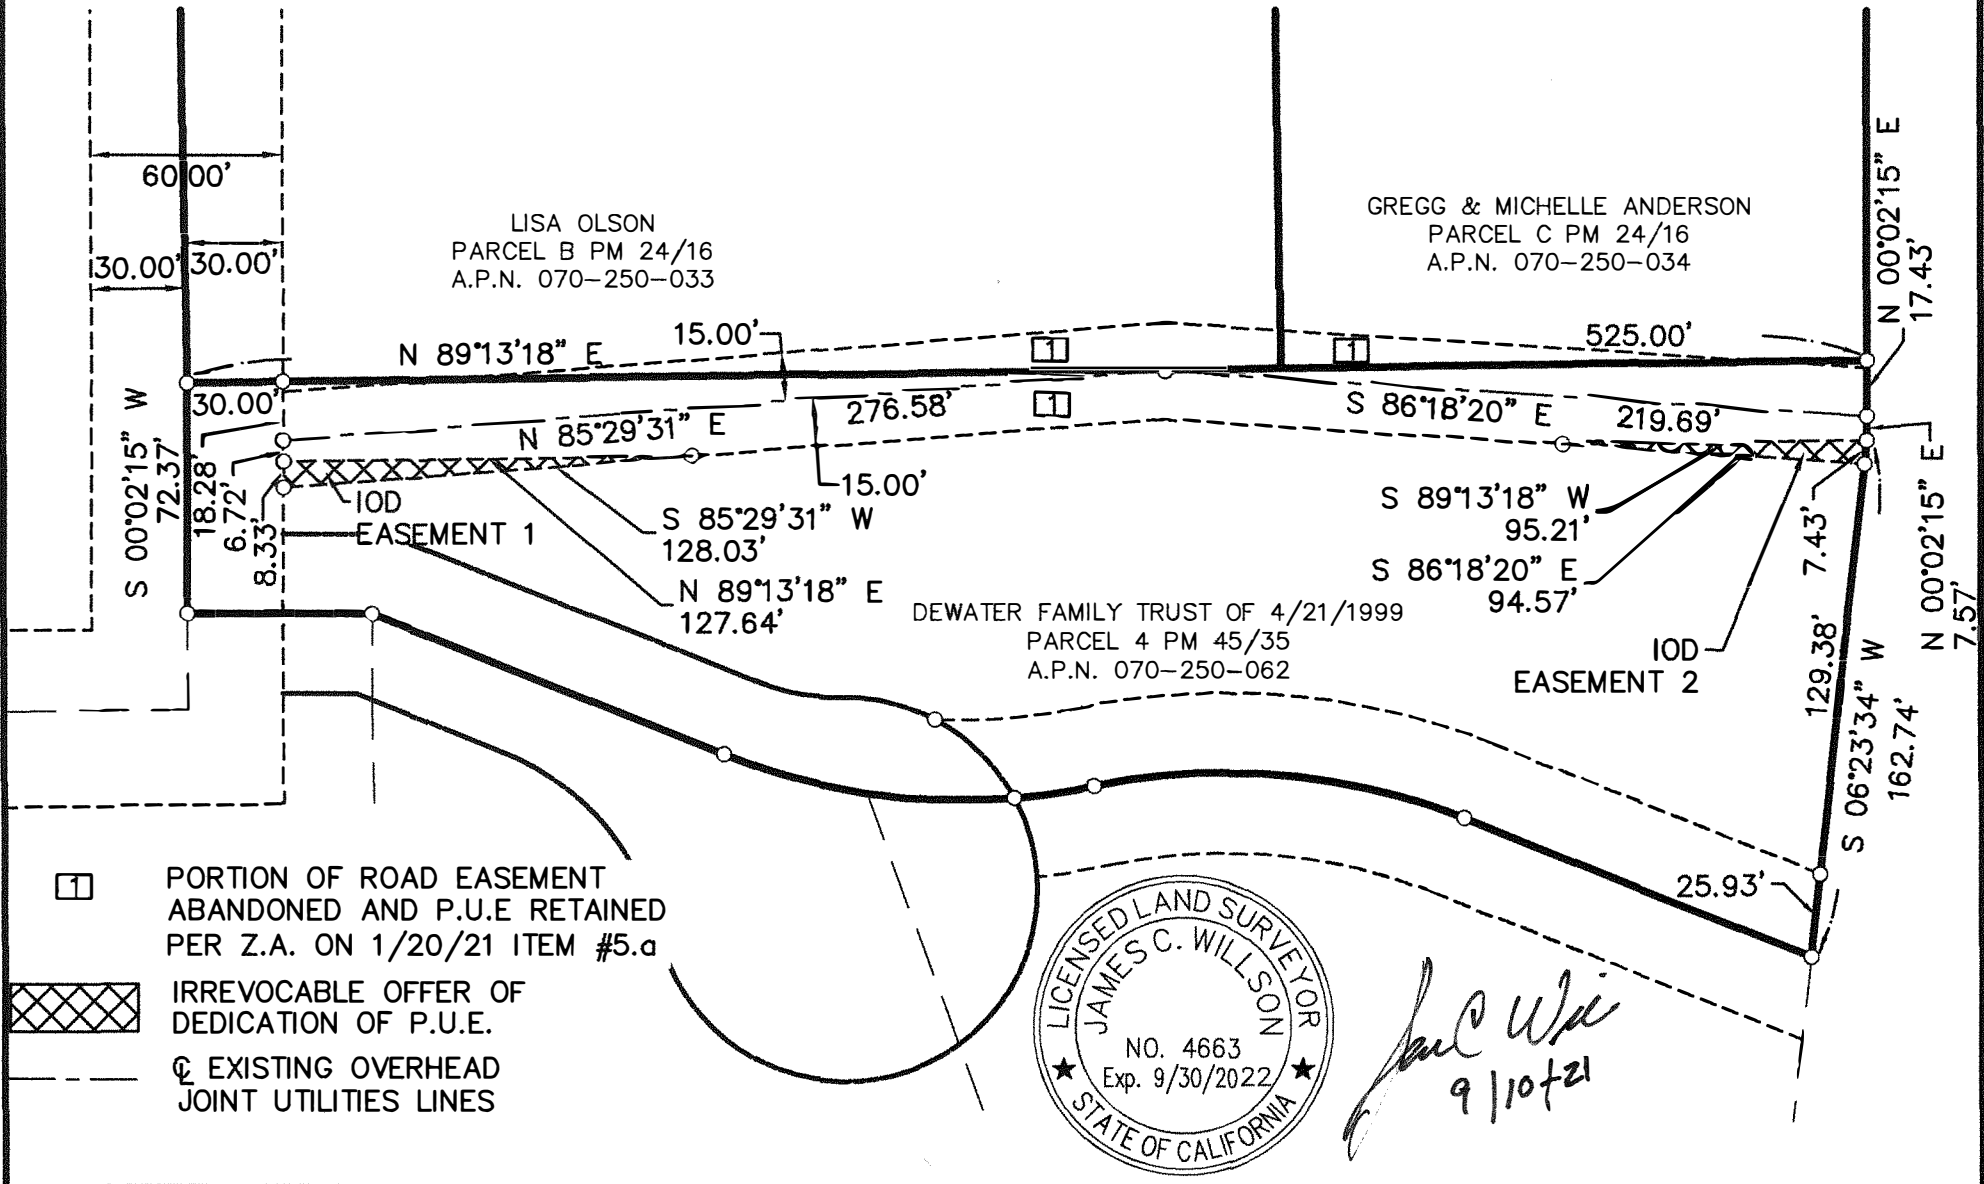 60.00'
30.00'
30.00'
LISA OLSON
PARCEL B PM 24/16
A.P.N. 070-250-033
GREGG & MICHELLE ANDERSON
PARCEL C PM 24/16
A.P.N. 070-250-034
N 00°02'15" E
17.43'
N 89°13'18" E
15.00'
1
1
525.00'
30.00'
1
276.58'
N 85°29'31" E
S 86°18'20" E
219.69'
S 00°02'15" W
72.37'
18.28'
6.72'
8.33'
15.00'
IOD
EASEMENT 1
S 85°29'31" W
128.03'
N 89°13'18" E
127.64'
S 89°13'18" W
95.21'
S 86°18'20" E
94.57'
7.43'
N 00°02'15" E
7.57'
DEWATER FAMILY TRUST OF 4/21/1999
PARCEL 4 PM 45/35
A.P.N. 070-250-062
IOD
EASEMENT 2
129.38'
S 06°23'34" W
162.74'
25.93'
1
PORTION OF ROAD EASEMENT
ABANDONED AND P.U.E RETAINED
PER Z.A. ON 1/20/21 ITEM #5.a
IRREVOCABLE OFFER OF
DEDICATION OF P.U.E.
℄ EXISTING OVERHEAD
JOINT UTILITIES LINES
LICENSED LAND SURVEYOR
JAMES C. WILLSON
NO. 4663
Exp. 9/30/2022
STATE OF CALIFORNIA
9/10/21